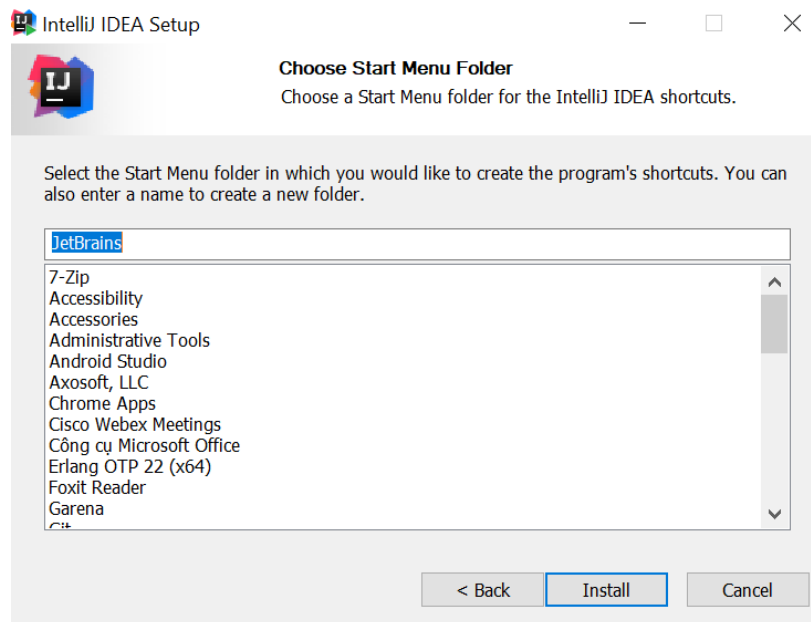 IntelliJ IDEA Setup
IJ
Choose Start Menu Folder
Choose a Start Menu folder for the IntelliJ IDEA shortcuts.
Select the Start Menu folder in which you would like to create the program's shortcuts. You can
also enter a name to create a new folder.
JetBrains
7-Zip
Accessibility
Accessories
Administrative Tools
Android Studio
Axosoft, LLC
Chrome Apps
Cisco Webex Meetings
Công cụ Microsoft Office
Erlang OTP 22 (x64)
Foxit Reader
Garena
Git
< Back
Install
Cancel